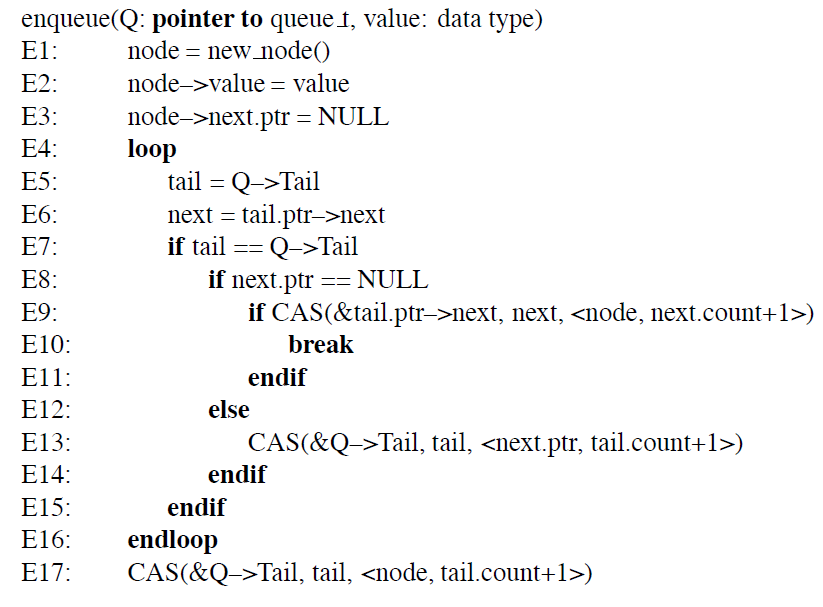 enqueue(Q: pointer to queue_t, value: data type)
E1: node = new_node()
E2: node–>value = value
E3: node–>next.ptr = NULL
E4: loop
E5: tail = Q–>Tail
E6: next = tail.ptr–>next
E7: if tail == Q–>Tail
E8: if next.ptr == NULL
E9: if CAS(&tail.ptr–>next, next, <node, next.count+1>)
E10: break
E11: endif
E12: else
E13: CAS(&Q–>Tail, tail, <next.ptr, tail.count+1>)
E14: endif
E15: endif
E16: endloop
E17: CAS(&Q–>Tail, tail, <node, tail.count+1>)